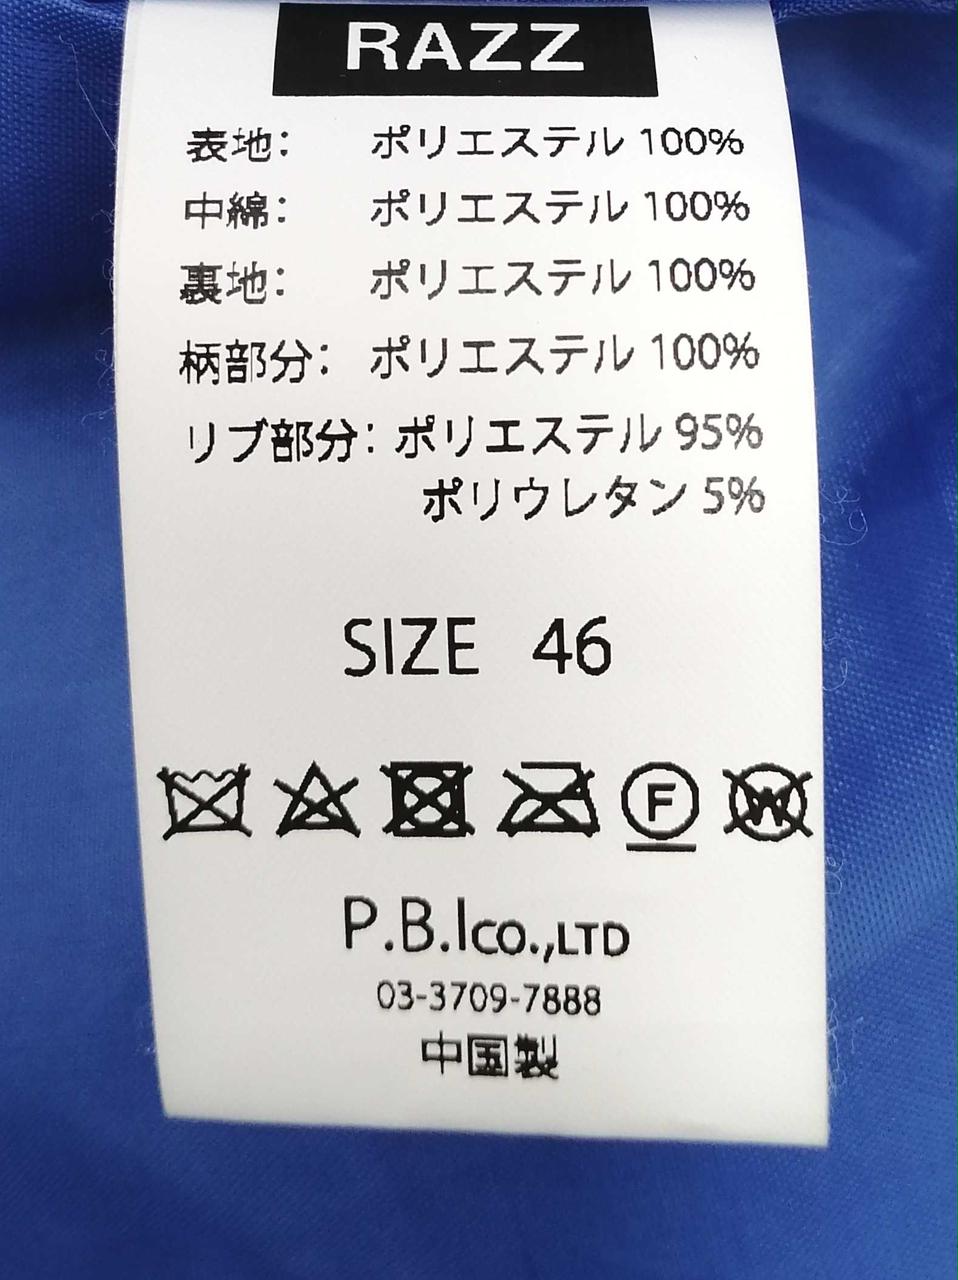 RAZZ
表地： ポリエステル 100%
中綿： ポリエステル 100%
裏地： ポリエステル 100%
柄部分： ポリエステル 100%
リブ部分： ポリエステル 95%
ポリウレタン 5%
SIZE 46
F W
P.B.Ico.,LTD
03-3709-7888
中国製